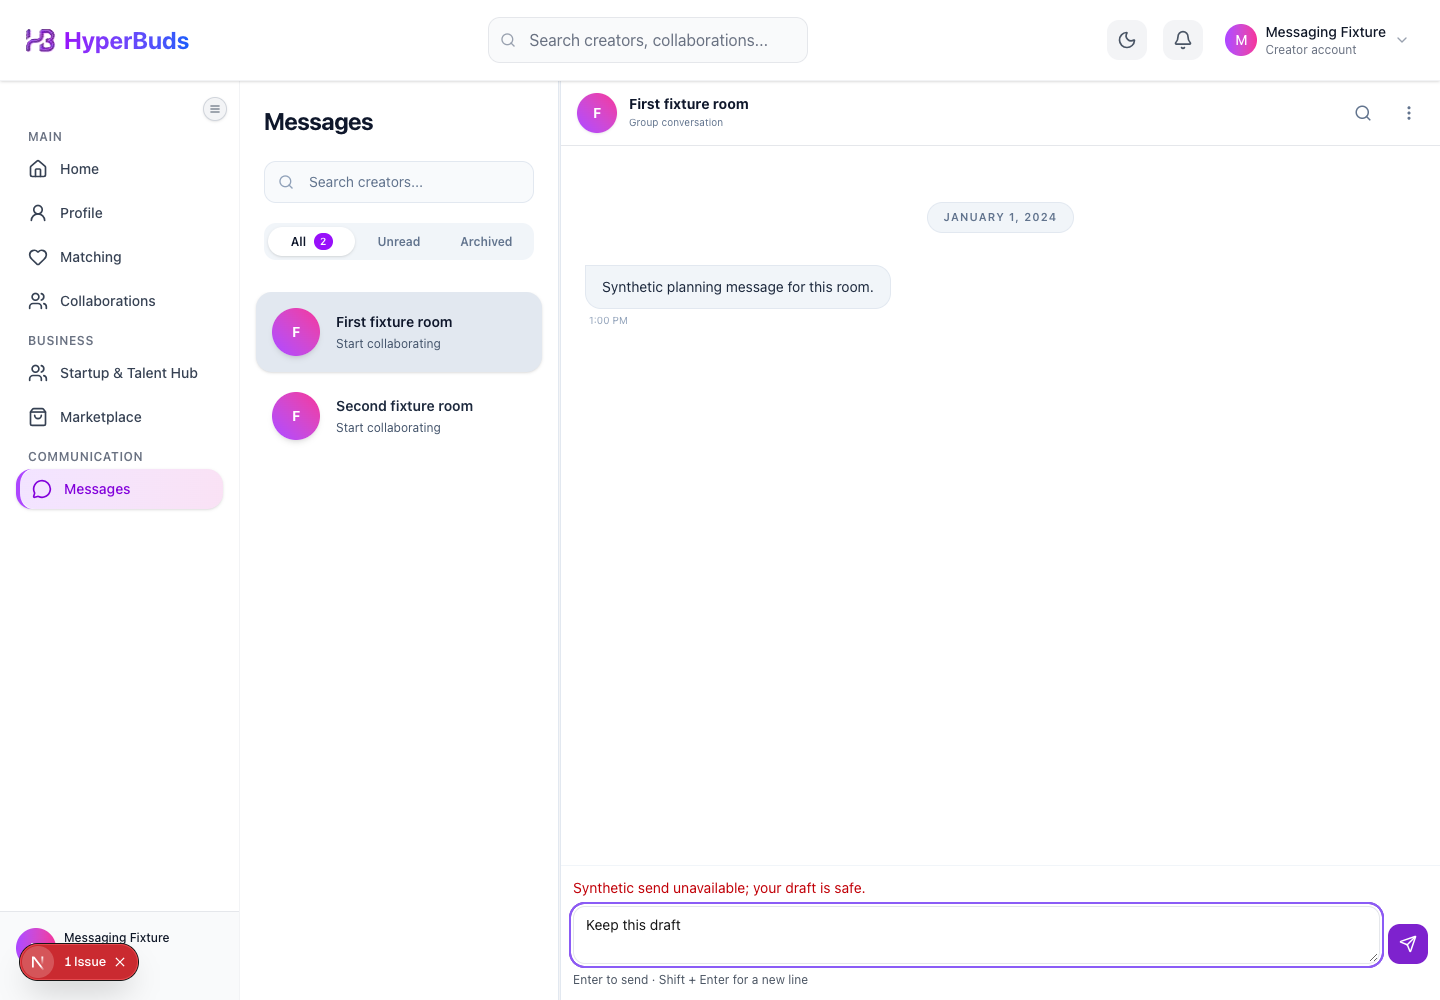 HyperBuds
Search creators, collaborations...
M
Messaging Fixture
Creator account
MAIN
Home
Profile
Matching
Collaborations
BUSINESS
Startup & Talent Hub
Marketplace
COMMUNICATION
Messages
Messaging Fixture
1 Issue
Messages
Search creators...
All 2 Unread Archived
F
First fixture room
Start collaborating
F
Second fixture room
Start collaborating
F
First fixture room
Group conversation
JANUARY 1, 2024
Synthetic planning message for this room.
1:00 PM
Synthetic send unavailable; your draft is safe.
Keep this draft
Enter to send · Shift + Enter for a new line